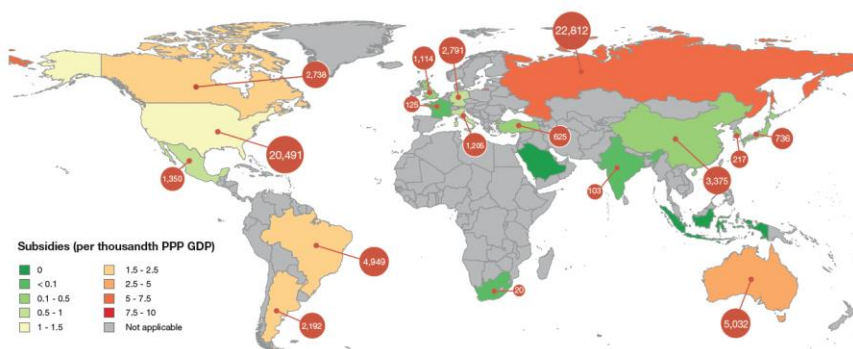 22,812
1,114
2,791
2,738
125
1,205
625
736
217
20,491
1,350
103
3,375
Subsidies (per thousandth PPP GDP)
0
< 0.1
0.1 - 0.5
0.5 - 1
1 - 1.5
1.5 - 2.5
2.5 - 5
5 - 7.5
7.5 - 10
Not applicable
4,949
20
2,192
5,032